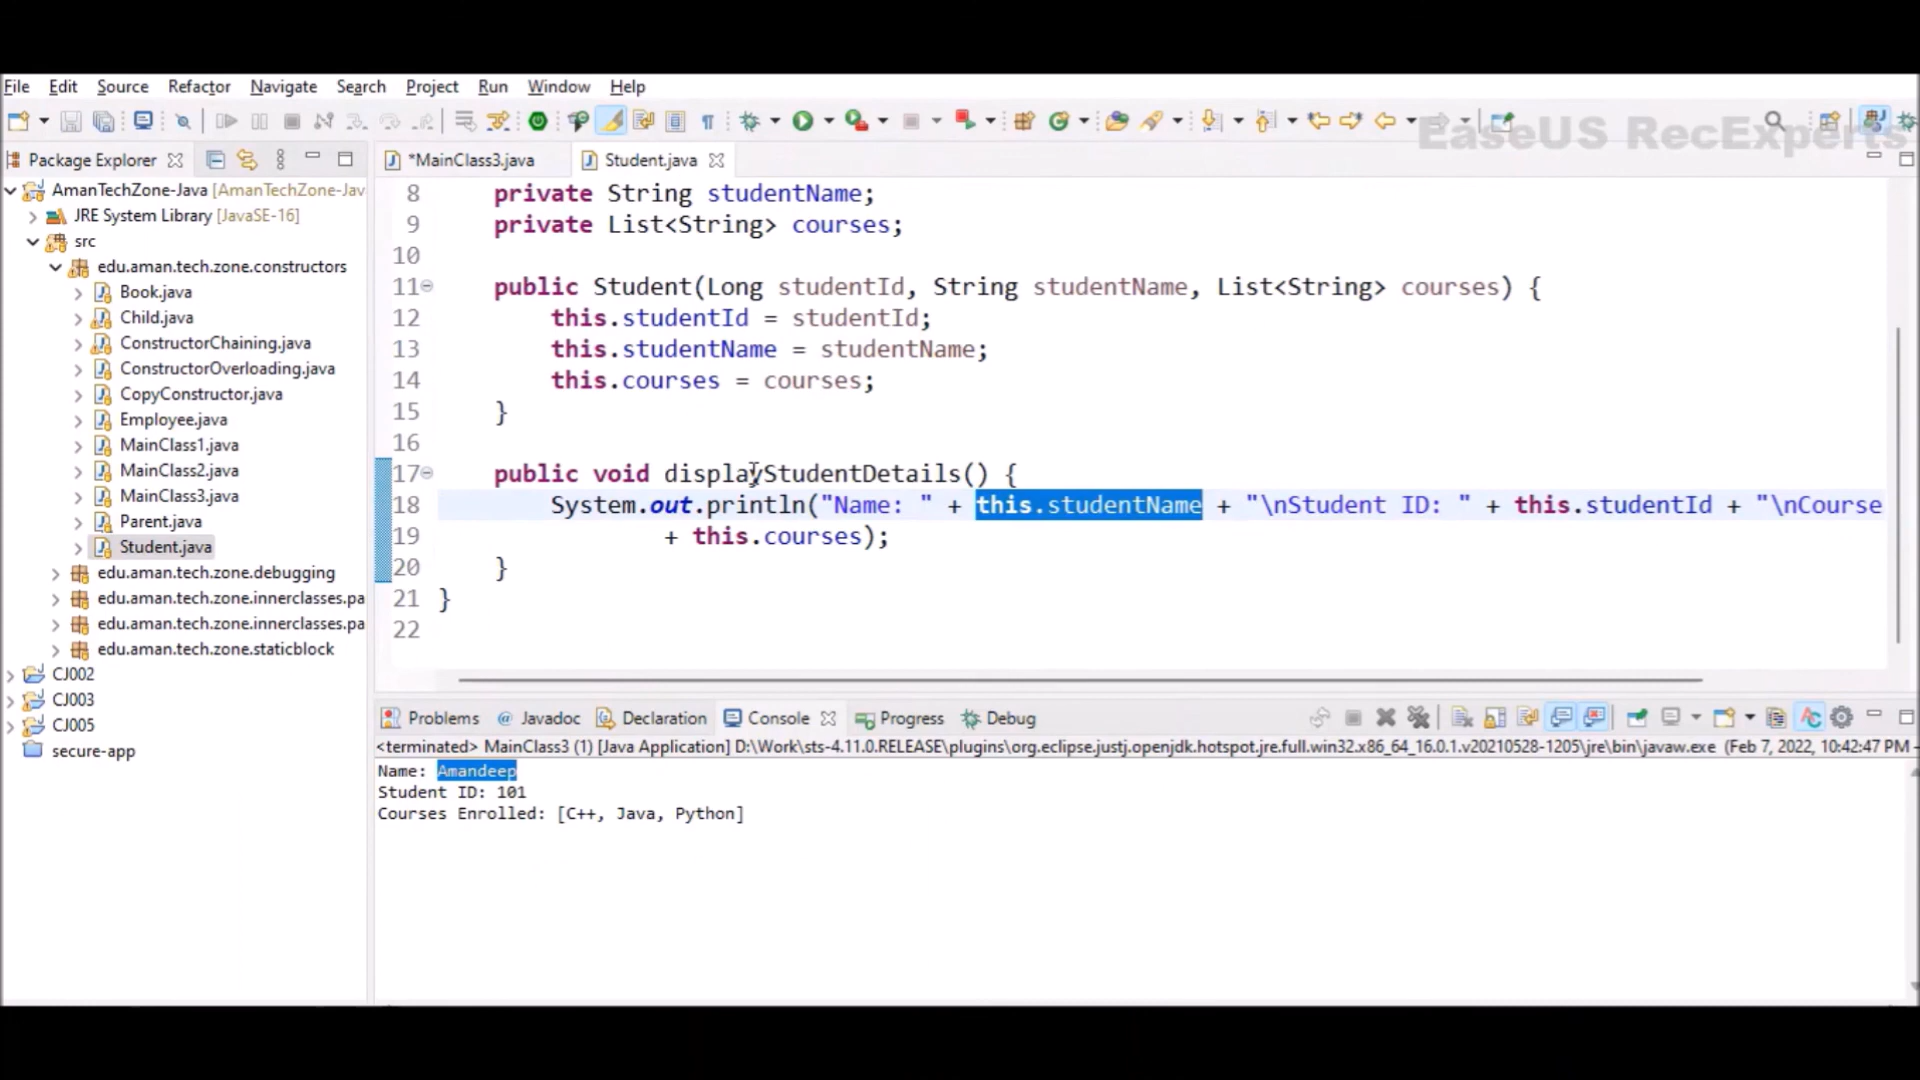 File Edit Source Refactor Navigate Search Project Run Window Help
EaseUS RecExperts
Package Explorer
*MainClass3.java Student.java
AmanTechZone-Java [AmanTechZone-Jav
JRE System Library [JavaSE-16]
src
edu.aman.tech.zone.constructors
Book.java
Child.java
ConstructorChaining.java
ConstructorOverloading.java
CopyConstructor.java
Employee.java
MainClass1.java
MainClass2.java
MainClass3.java
Parent.java
Student.java
edu.aman.tech.zone.debugging
edu.aman.tech.zone.innerclasses.pa
edu.aman.tech.zone.innerclasses.pa
edu.aman.tech.zone.staticblock
CJ002
CJ003
CJ005
secure-app
8 private String studentName;
9 private List<String> courses;
10
11 public Student(Long studentId, String studentName, List<String> courses) {
12 this.studentId = studentId;
13 this.studentName = studentName;
14 this.courses = courses;
15 }
16
17 public void displayStudentDetails() {
18 System.out.println("Name: " + this.studentName + "\nStudent ID: " + this.studentId + "\nCourse
19 + this.courses);
20 }
21 }
22
Problems @ Javadoc Declaration Console Progress Debug
<terminated> MainClass3 (1) [Java Application] D:\Work\sts-4.11.0.RELEASE\plugins\org.eclipse.justj.openjdk.hotspot.jre.full.win32.x86_64_16.0.1.v20210528-1205\jre\bin\javaw.exe (Feb 7, 2022, 10:42:47 PM –
Name: Amandeep
Student ID: 101
Courses Enrolled: [C++, Java, Python]